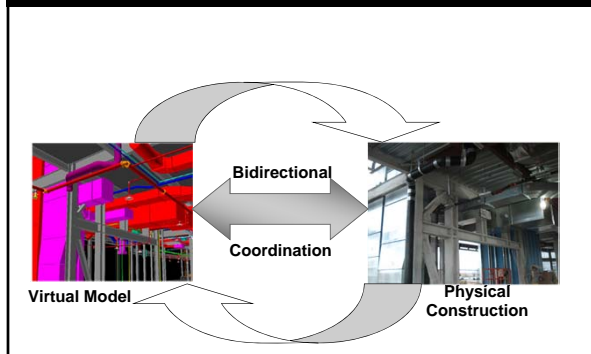 Bidirectional
Coordination
Virtual Model
Physical
Construction